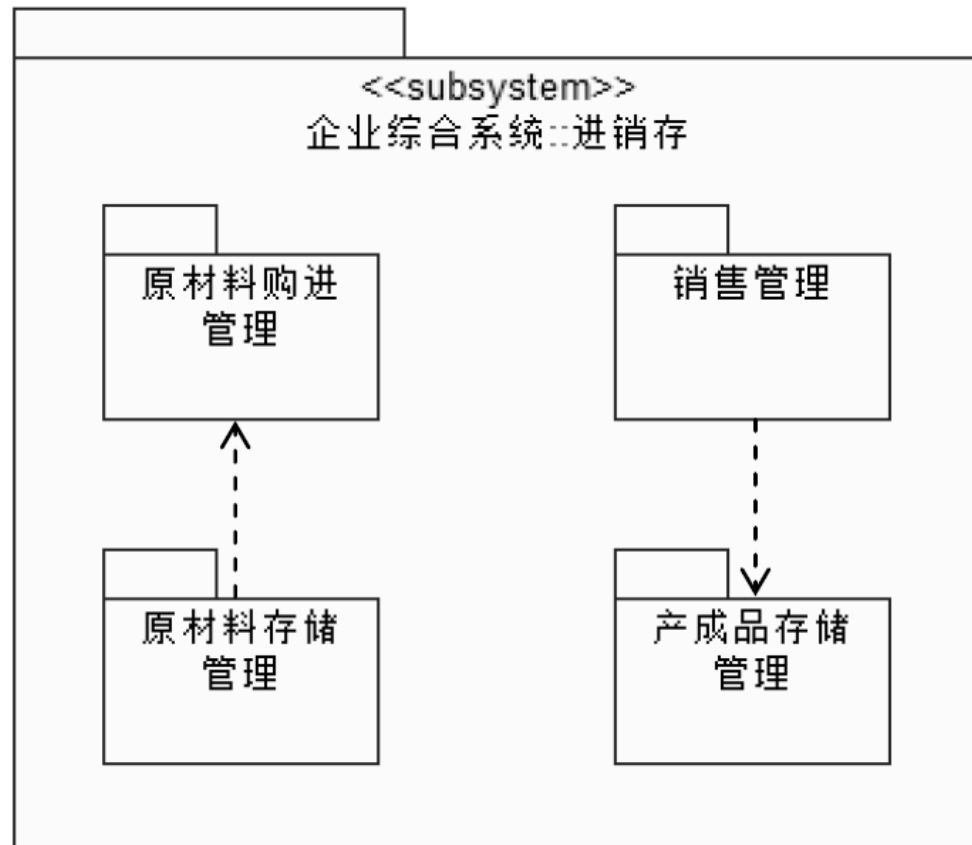 <<subsystem>>
企业综合系统::进销存
原材料购进
管理
销售管理
原材料存储
管理
产成品存储
管理